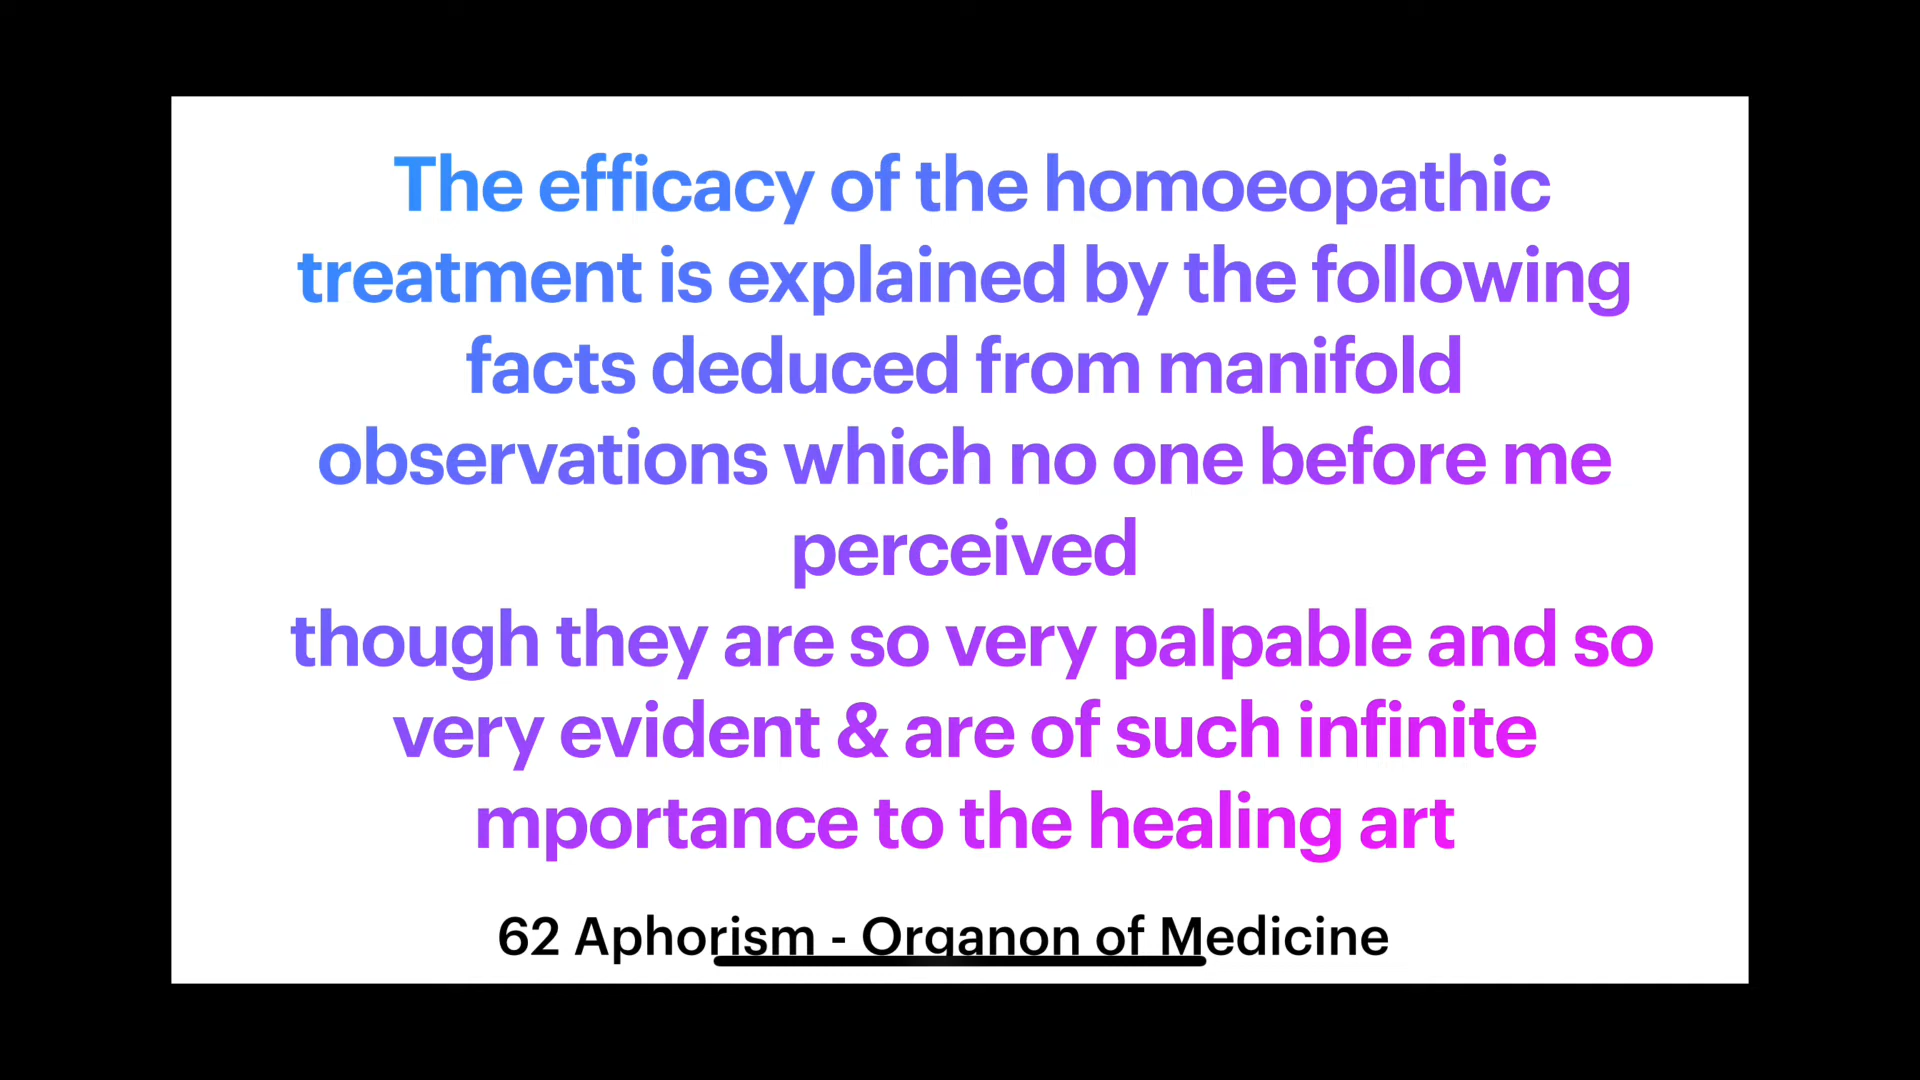 The efficacy of the homoeopathic
treatment is explained by the following
facts deduced from manifold
observations which no one before me
perceived
though they are so very palpable and so
very evident & are of such infinite
mportance to the healing art
62 Aphorism - Organon of Medicine